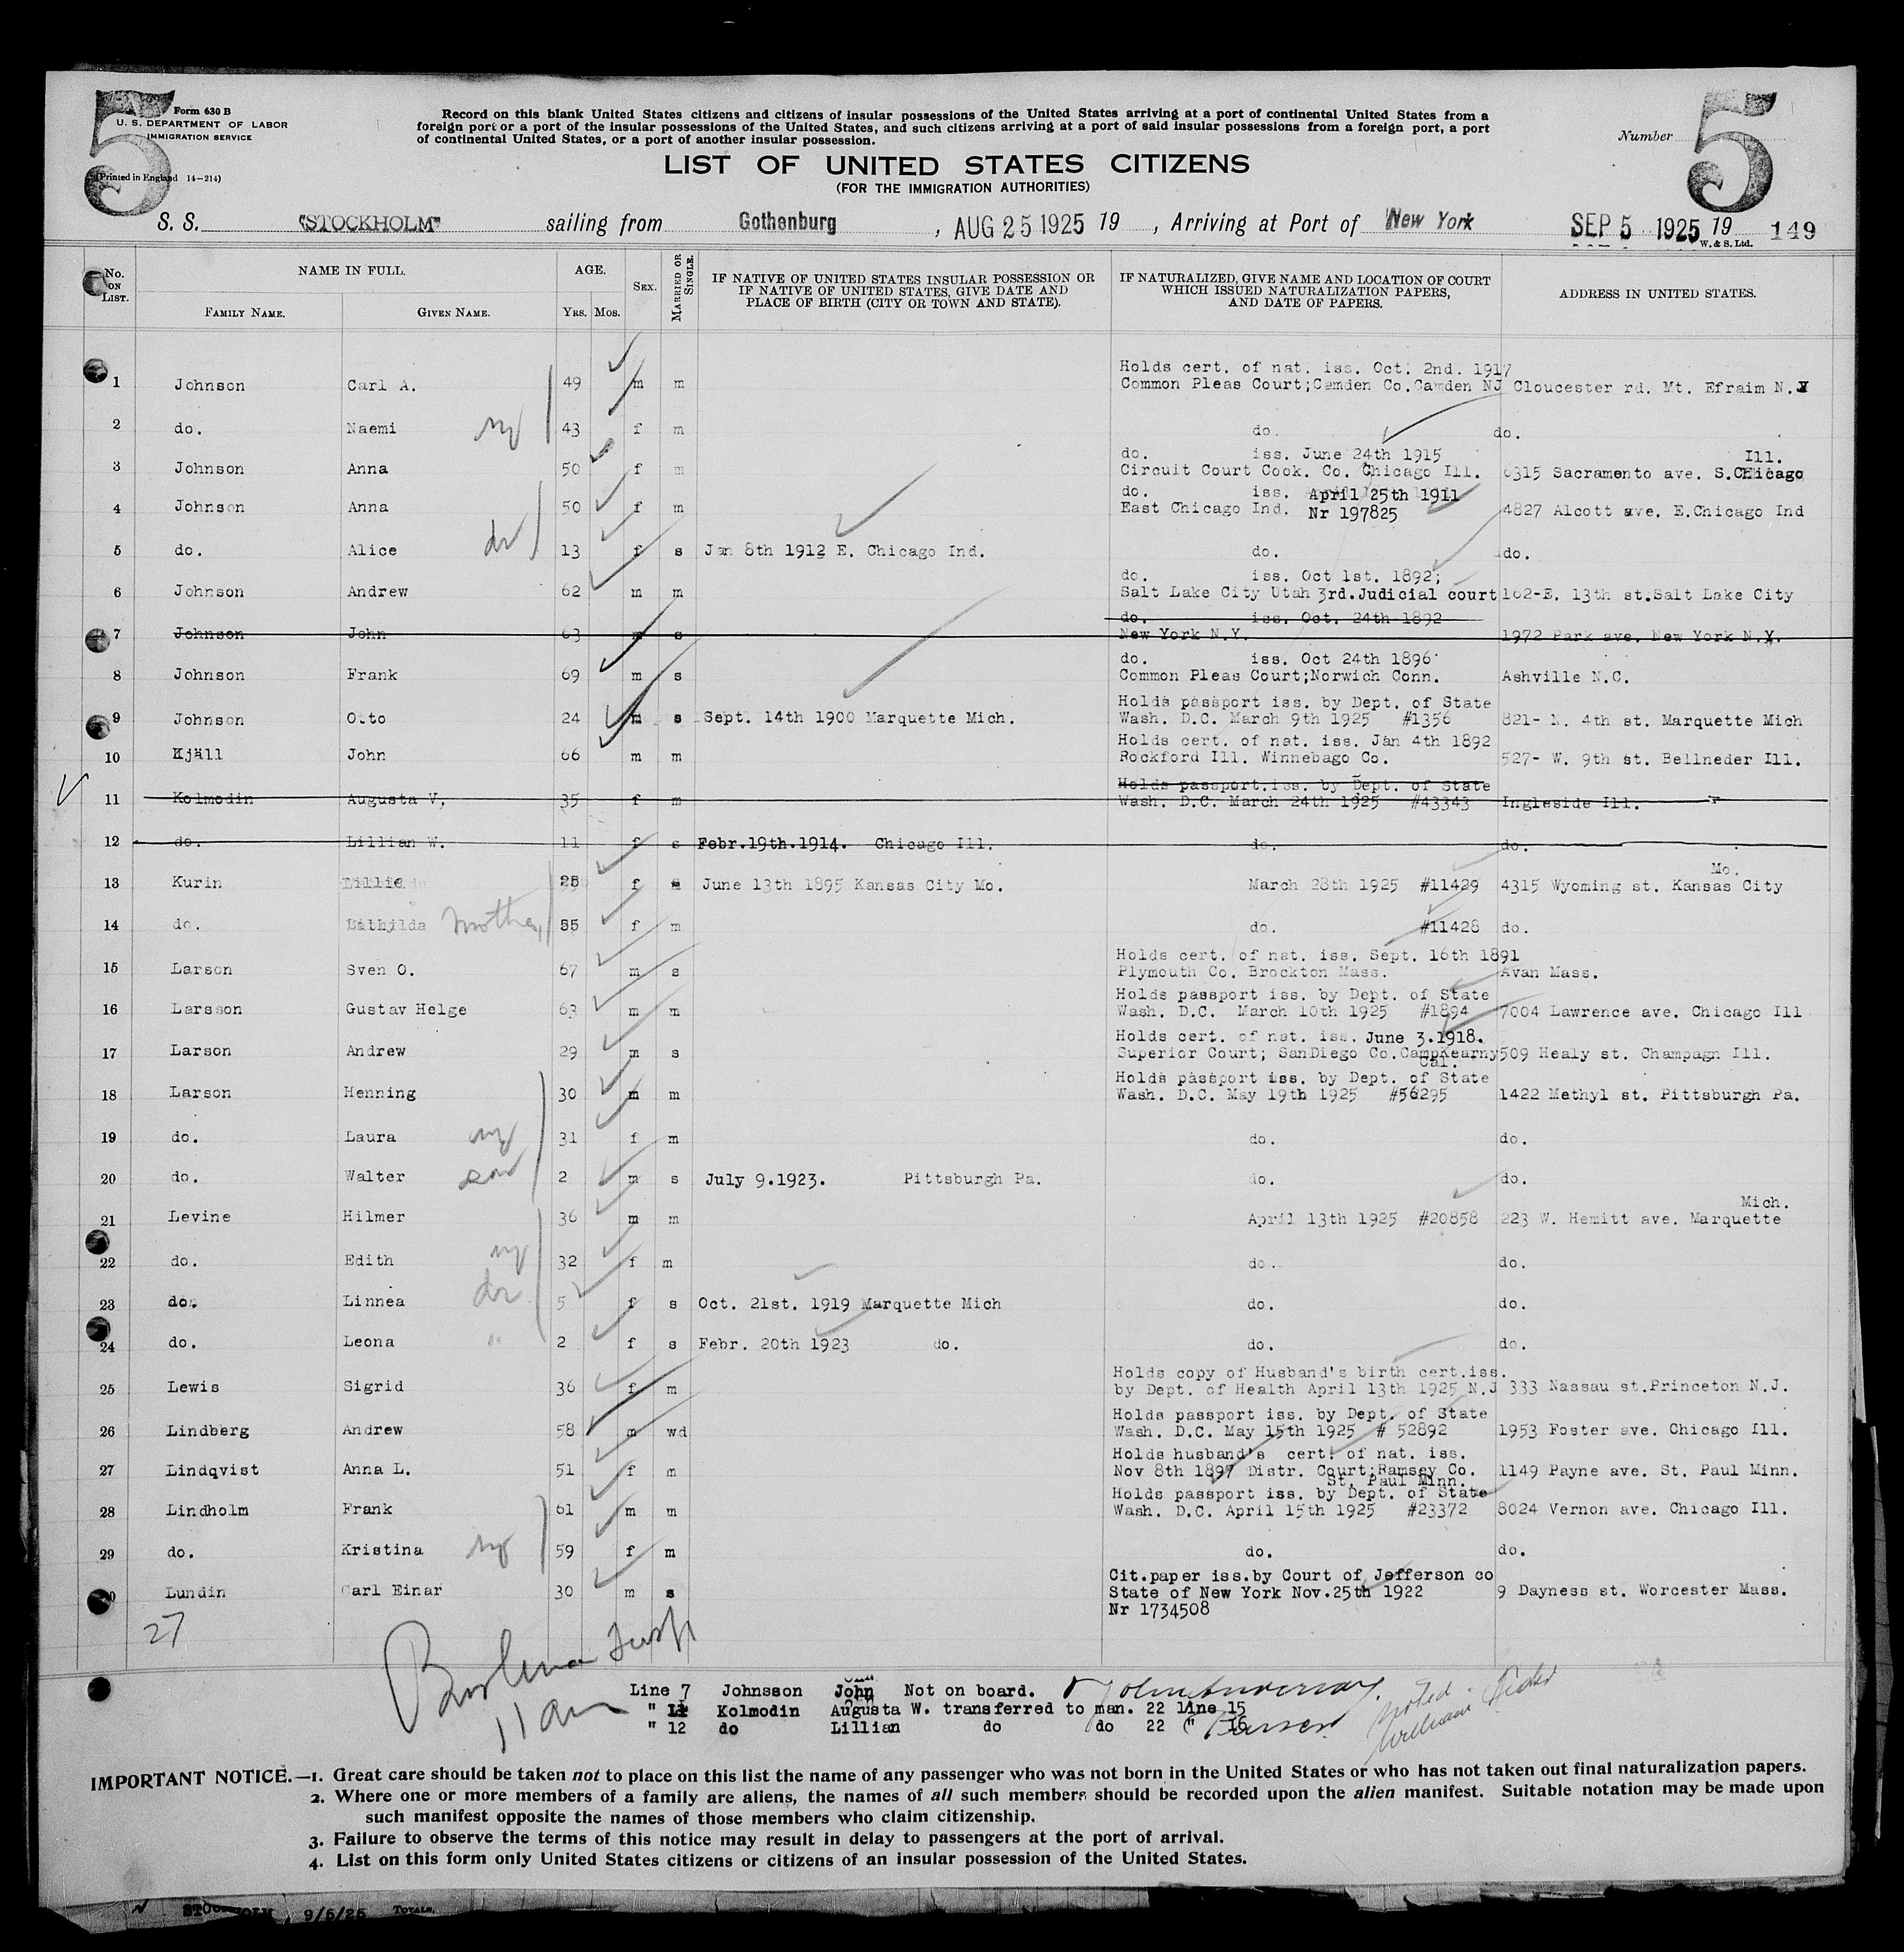 5
Form 630 B
U. S. DEPARTMENT OF LABOR
IMMIGRATION SERVICE
(Printed in England 14-214)
Record on this blank United States citizens and citizens of insular possessions of the United States arriving at a port of continental United States from a
foreign port or a port of the insular possessions of the United States, and such citizens arriving at a port of said insular possessions from a foreign port, a port
of continental United States, or a port of another insular possession.
Number 5
LIST OF UNITED STATES CITIZENS
(FOR THE IMMIGRATION AUTHORITIES)
S. S. "STOCKHOLM" sailing from Gothenburg, AUG 25 1925 19 , Arriving at Port of New York SEP 5 1925 19 149
W. & S. Ltd.
No. ON LIST. NAME IN FULL. AGE. SEX. MARRIED OR SINGLE. IF NATIVE OF UNITED STATES INSULAR POSSESSION OR IF NATIVE OF UNITED STATES, GIVE DATE AND PLACE OF BIRTH (CITY OR TOWN AND STATE). IF NATURALIZED, GIVE NAME AND LOCATION OF COURT WHICH ISSUED NATURALIZATION PAPERS, AND DATE OF PAPERS. ADDRESS IN UNITED STATES.
FAMILY NAME. GIVEN NAME. YRS. MOS.
Holds cert. of nat. iss. Oct. 2nd. 1917
1 Johnson Carl A. 49 m m Common Pleas Court;Camden Co.Camden NJ Cloucester rd. Mt. Efraim N.
2 do. Naemi 43 f m do. do.
do. iss. June 24th 1915 Ill.
3 Johnson Anna 50 f m Circuit Court Cook. Co. Chicago Ill. 6315 Sacramento ave. S.Chicago
do. iss. April 25th 1911
4 Johnson Anna 50 f m East Chicago Ind. Nr 197825 4827 Alcott ave. E.Chicago Ind
5 do. Alice 13 f s Jan 8th 1912 E. Chicago Ind. do. do.
do. iss. Oct 1st. 1892;
6 Johnson Andrew 62 m m Salt Lake City Utah 3rd.Judicial court 162-E. 13th st.Salt Lake City
do. iss. Oct. 24th 1892
7 Johnson John 63 m s New York N.Y. 1972 Park ave. New York N.Y.
do. iss. Oct 24th 1896
8 Johnson Frank 69 m s Common Pleas Court;Norwich Conn. Ashville N.C.
Holds passport iss. by Dept. of State
9 Johnson Otto 24 m s Sept. 14th 1900 Marquette Mich. Wash. D.C. March 9th 1925 #1356 821- N. 4th st. Marquette Mich
Holds cert. of nat. iss. Jan 4th 1892
10 Kjäll John 66 m m Rockford Ill. Winnebago Co. 527- W. 9th st. Bellneder Ill.
Holds passport.iss. by Dept. of State
11 Kolmodin Augusta V. 35 f m Wash. D.C. March 24th 1925 #43343 Ingleside Ill.
12 do. Lillian W. 11 f s Febr.19th.1914. Chicago Ill. do. do.
Mo.
13 Kurin Lillie f June 13th 1895 Kansas City Mo. March 28th 1925 #11429 4315 Wyoming st. Kansas City
14 do. Mathilda mother 55 f m do. #11428 do.
Holds cert. of nat. iss. Sept. 16th 1891
15 Larson Sven O. 67 m s Plymouth Co. Brockton Mass. Avan Mass.
Holds passport iss. by Dept. of State
16 Larsson Gustav Helge 63 m m Wash. D.C. March 10th 1925 #1894 7004 Lawrence ave. Chicago Ill
Holds cert. of nat. iss. June 3.1918.
17 Larson Andrew 29 m s Superior Court; SanDiego Co.CampKearny 509 Healy st. Champagn Ill.
Cal.
Holds passport iss. by Dept. of State
18 Larson Henning 30 m m Wash. D.C. May 19th 1925 #56295 1422 Methyl st. Pittsburgh Pa.
19 do. Laura 31 f m do. do.
20 do. Walter son 2 m s July 9.1923. Pittsburgh Pa. do. do.
Mich.
21 Levine Hilmer 36 m m April 13th 1925 #20858 223 W. Hemitt ave. Marquette
22 do. Edith 32 f m do. do.
23 do. Linnea 5 f s Oct. 21st. 1919 Marquette Mich do. do.
24 do. Leona " 2 f s Febr. 20th 1923 do. do. do.
Holds copy of Husband's birth cert.iss.
25 Lewis Sigrid 36 f m by Dept. of Health April 13th 1925 N.J 333 Nassau st.Princeton N.J.
Holds passport iss. by Dept. of State
26 Lindberg Andrew 58 m wd Wash. D.C. May 15th 1925 # 52892 1953 Foster ave. Chicago Ill.
Holds husband's cert. of nat. iss.
27 Lindqvist Anna L. 51 f m Nov 8th 1897 Distr. Court;Ramsey Co. 1149 Payne ave. St. Paul Minn.
St. Paul Minn.
Holds passport iss. by Dept. of State
28 Lindholm Frank 61 m m Wash. D.C. April 15th 1925 #23372 8024 Vernon ave. Chicago Ill.
29 do. Kristina 59 f m do. do.
Cit.paper iss.by Court of Jefferson co
Lundin Carl Einar 30 m s State of New York Nov.25th 1922 9 Dayness st. Worcester Mass.
Nr 1734508
27
11 am
Line 7 Johnsson John Not on board.
" Kolmodin Augusta W. transferred to man. 22 line 15
" 12 do Lillian do do 22 " 16
noted
William
IMPORTANT NOTICE.—1. Great care should be taken not to place on this list the name of any passenger who was not born in the United States or who has not taken out final naturalization papers.
2. Where one or more members of a family are aliens, the names of all such members should be recorded upon the alien manifest. Suitable notation may be made upon
such manifest opposite the names of those members who claim citizenship.
3. Failure to observe the terms of this notice may result in delay to passengers at the port of arrival.
4. List on this form only United States citizens or citizens of an insular possession of the United States.
9/5/25 TOTALS.